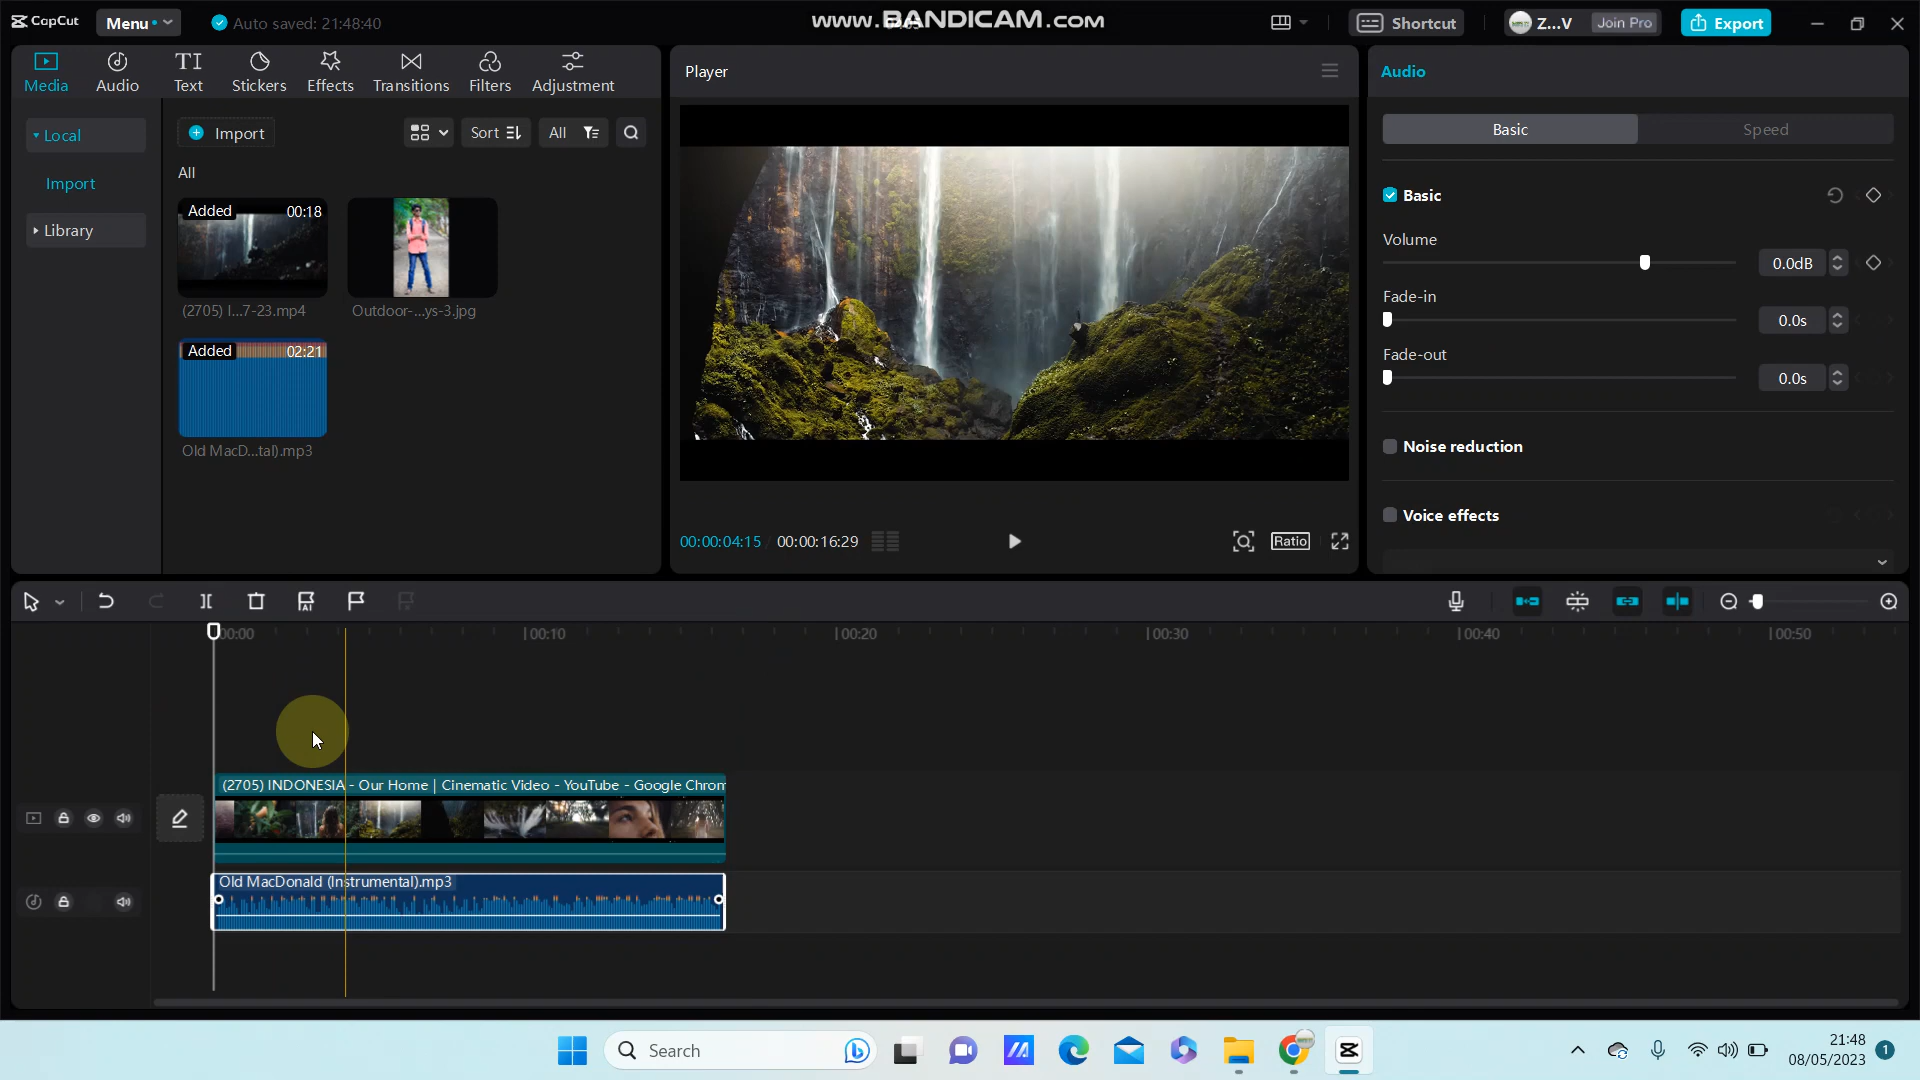 CapCut
Menu
Auto saved: 21:48:40
www.BANDICAM.COM
Shortcut
Z...V
Join Pro
Export
Media
Audio
Text
Stickers
Effects
Transitions
Filters
Adjustment
Local
Import
Library
Import
Sort
All
All
Added 00:18
(2705) I...7-23.mp4
Outdoor-...ys-3.jpg
Added 02:21
Old MacD...tal).mp3
Player
00:00:04:15 00:00:16:29
Ratio
Audio
Basic
Speed
Basic
Volume
0.0dB
Fade-in
0.0s
Fade-out
0.0s
Noise reduction
Voice effects
00:00
00:10
00:20
00:30
00:40
00:50
(2705) INDONESIA - Our Home | Cinematic Video - YouTube - Google Chrom
Old MacDonald (Instrumental).mp3
Search
21:48
08/05/2023
1